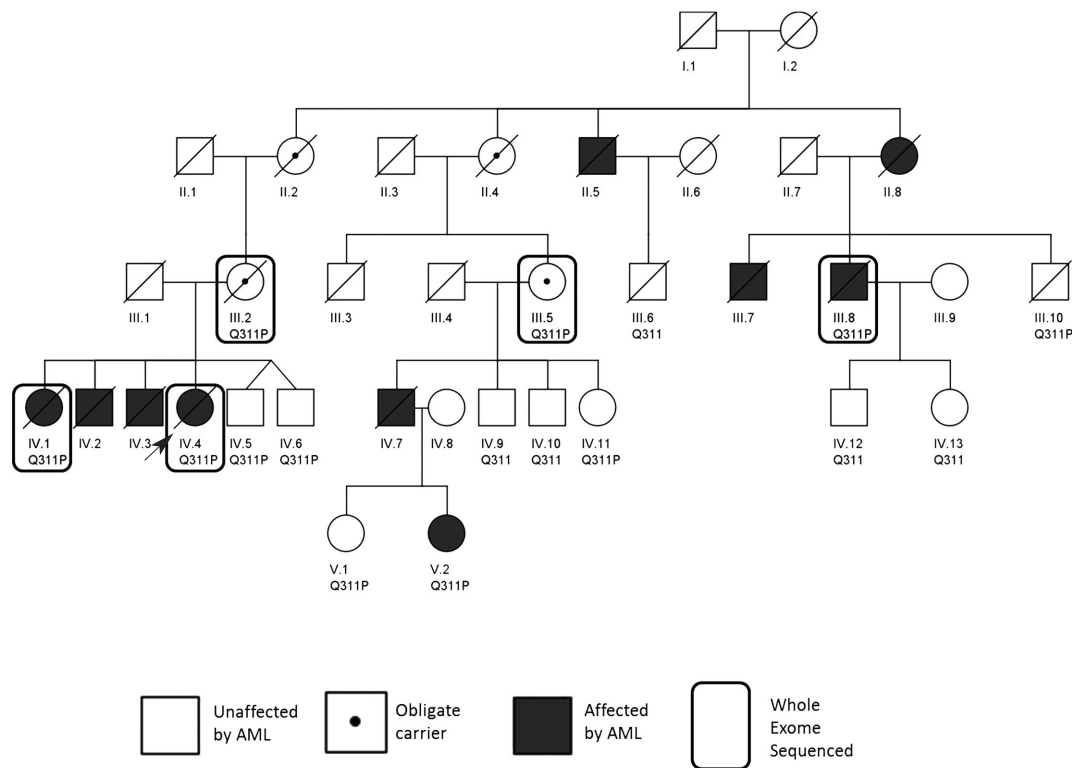 I.1 I.2
II.1 II.2 II.3 II.4 II.5 II.6 II.7 II.8
III.1 III.2 III.3 III.4 III.5 III.6 III.7 III.8 III.9 III.10
Q311P Q311P Q311 Q311P Q311P
IV.1 IV.2 IV.3 IV.4 IV.5 IV.6 IV.7 IV.8 IV.9 IV.10 IV.11 IV.12 IV.13
Q311P Q311P Q311P Q311P Q311 Q311 Q311P Q311 Q311
V.1 V.2
Q311P Q311P
Unaffected
by AML
Obligate
carrier
Affected
by AML
Whole
Exome
Sequenced